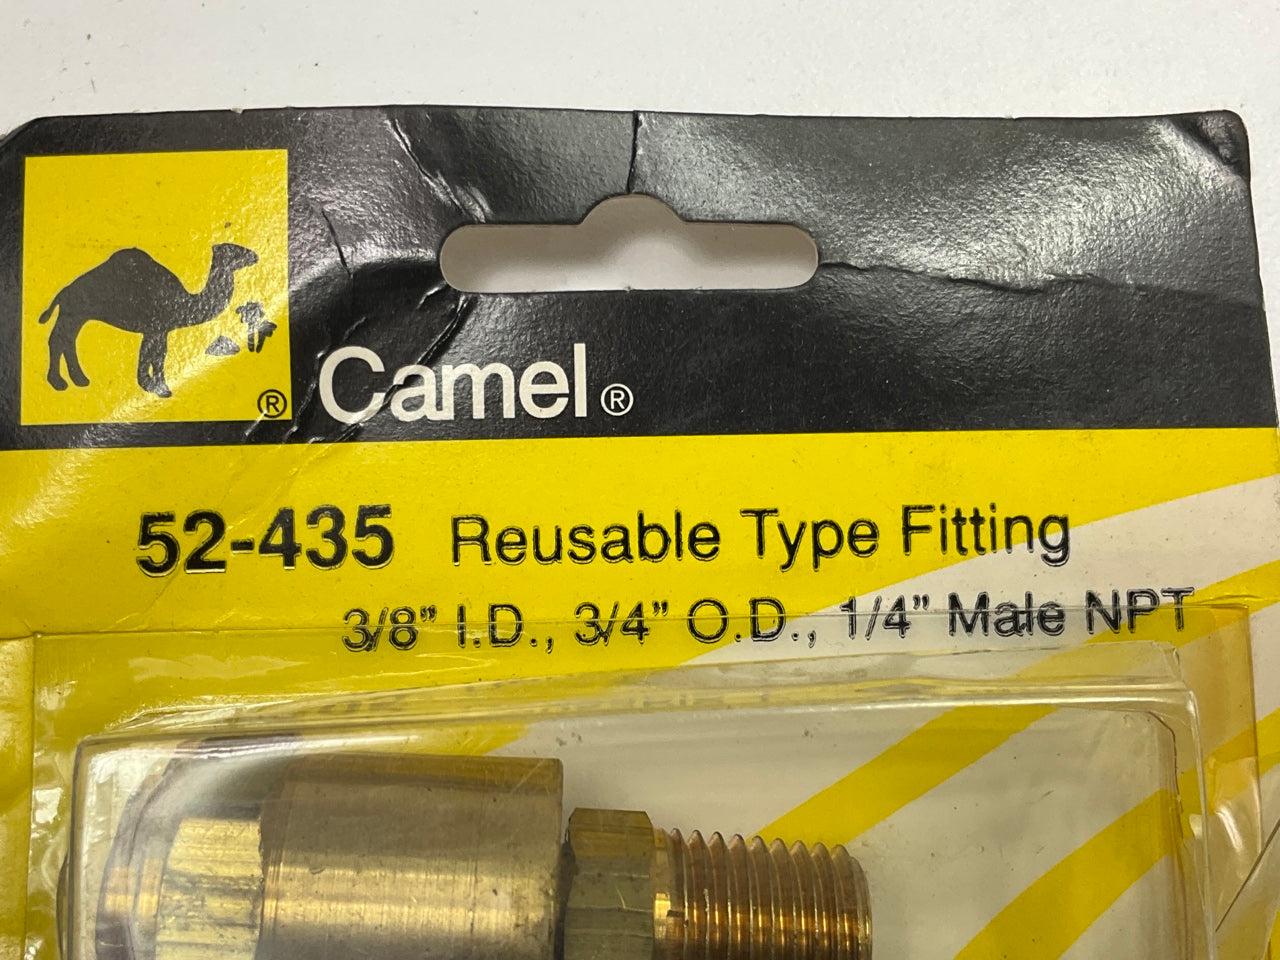 ®
Camel®
52-435 Reusable Type Fitting
3/8" I.D., 3/4" O.D., 1/4" Male NPT